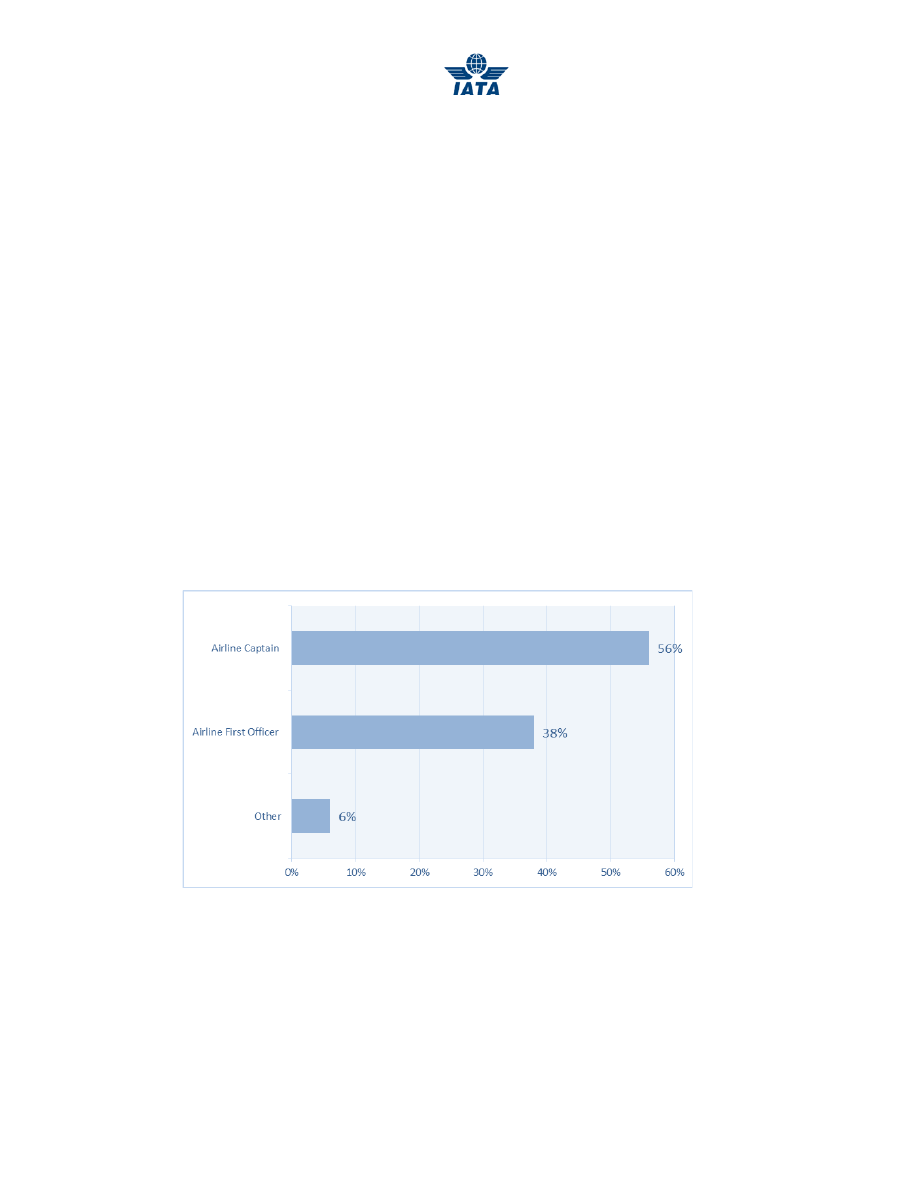 IATA
Airline Captain
56%
Airline First Officer
38%
Other
6%
0% 10% 20% 30% 40% 50% 60%